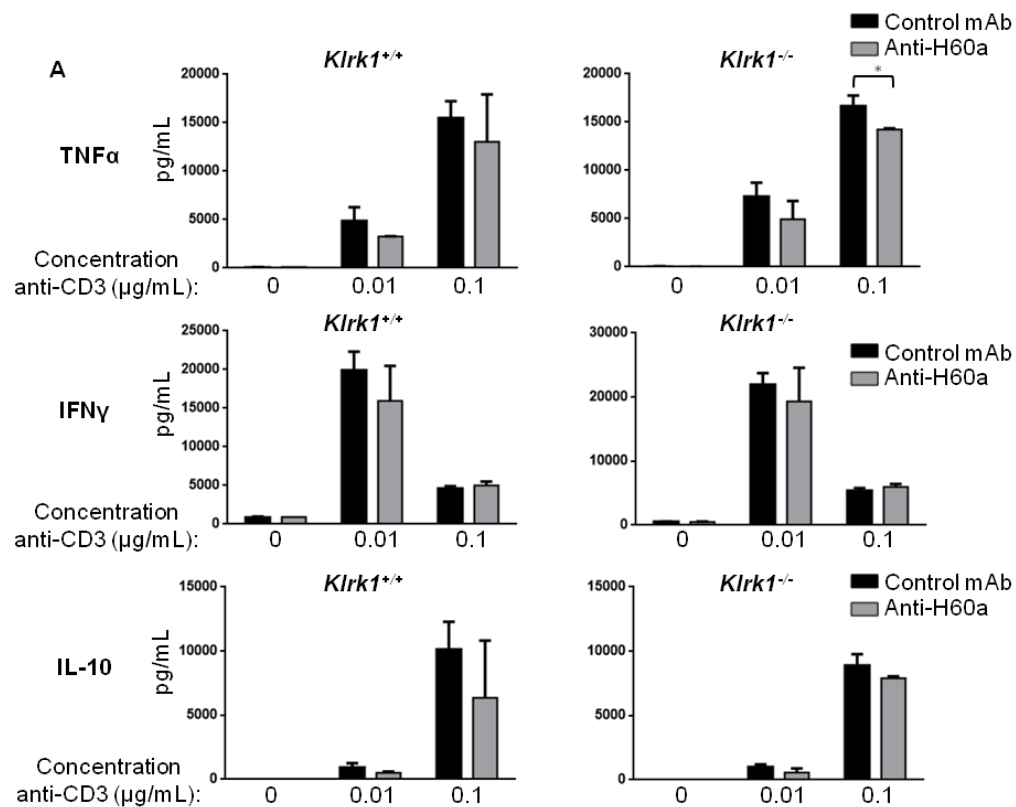 Control mAb
Anti-H60a
A
Klrk1+/+
Klrk1-/-
*
TNFα
pg/mL
20000
15000
10000
5000
0
20000
15000
10000
5000
0
Concentration
anti-CD3 (µg/mL):
0 0.01 0.1
0 0.01 0.1
Klrk1+/+
Klrk1-/-
Control mAb
Anti-H60a
IFNγ
pg/mL
25000
20000
15000
10000
5000
0
30000
20000
10000
0
Concentration
anti-CD3 (µg/mL):
0 0.01 0.1
0 0.01 0.1
Klrk1+/+
Klrk1-/-
Control mAb
Anti-H60a
IL-10
pg/mL
15000
10000
5000
0
15000
10000
5000
0
Concentration
anti-CD3 (µg/mL):
0 0.01 0.1
0 0.01 0.1